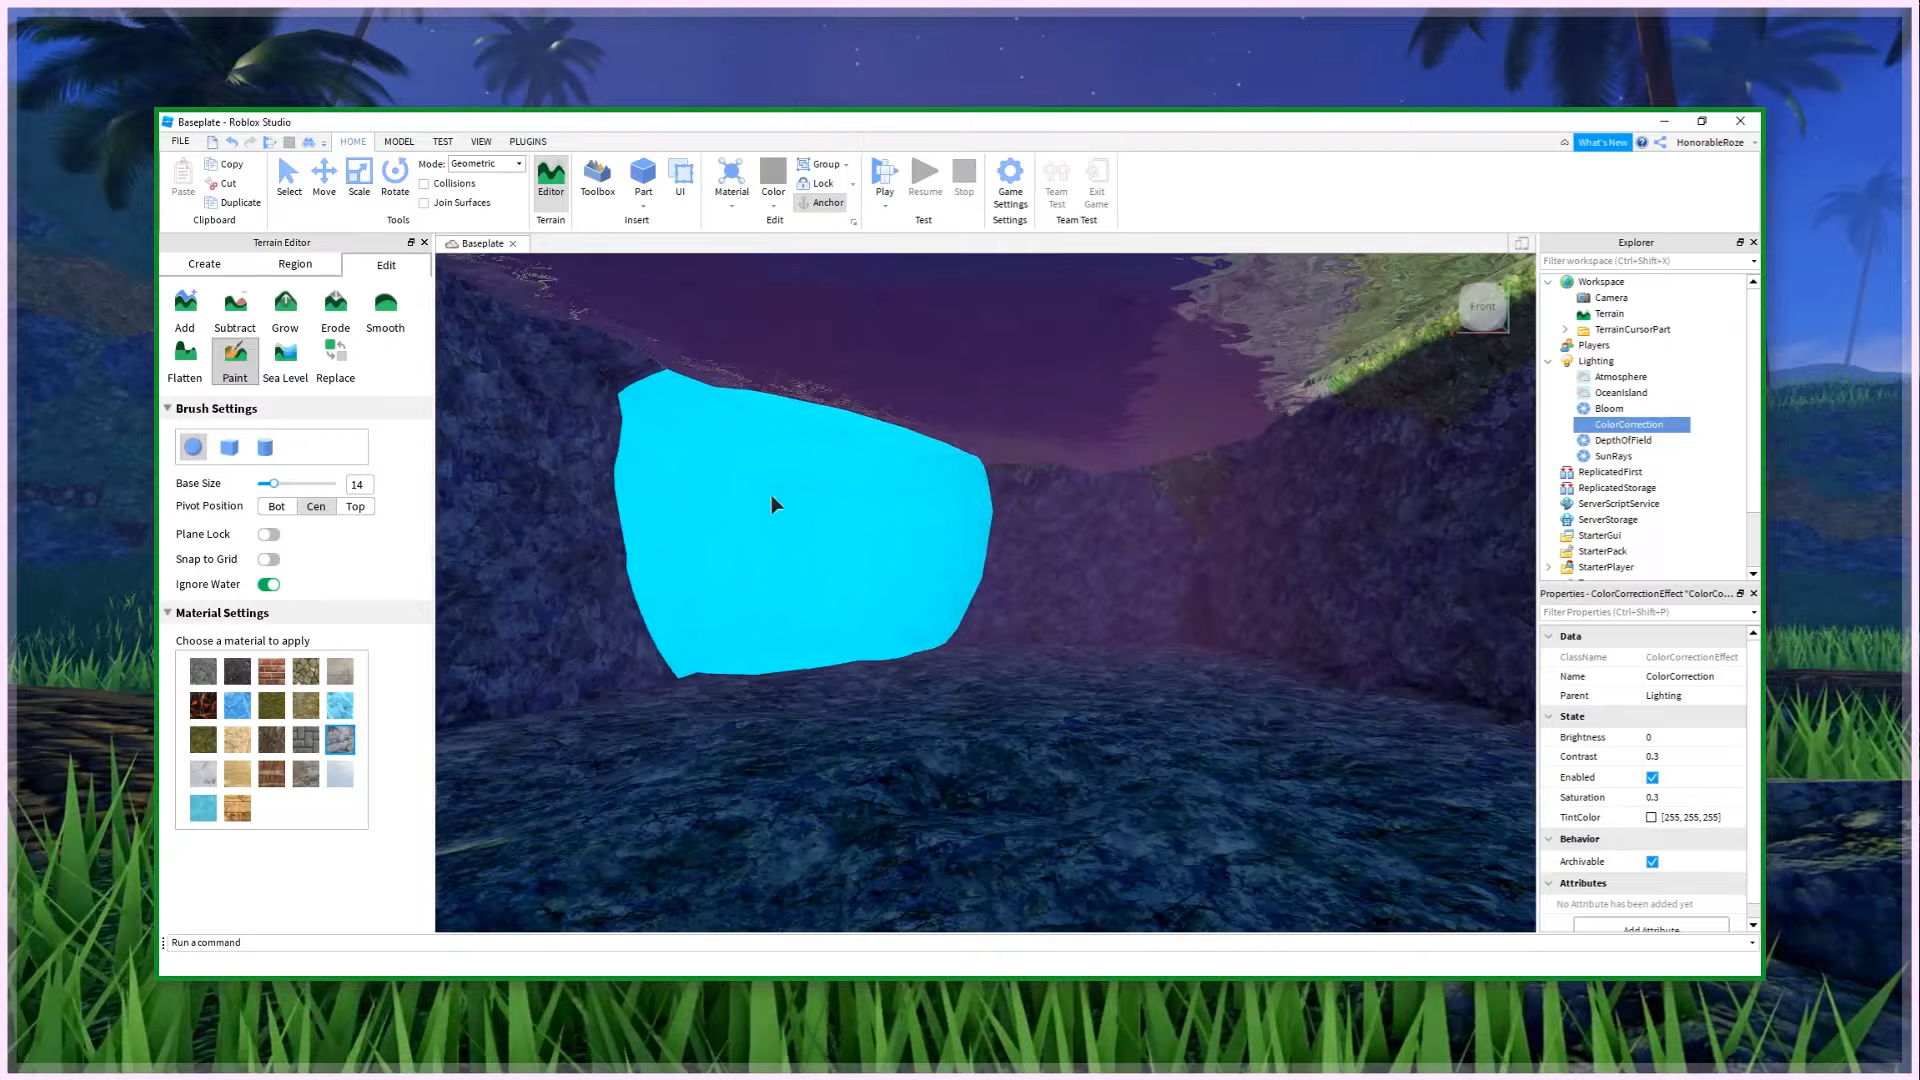 Baseplate - Roblox Studio
FILE HOME MODEL TEST VIEW PLUGINS What's New HonorableRoze
Paste Copy Cut Duplicate Clipboard
Select Move Scale Rotate Mode: Geometric Collisions Join Surfaces Tools
Editor Terrain
Toolbox Part UI Insert
Material Color Group Lock Anchor Edit
Play Resume Stop Test
Game Settings Settings
Team Test Exit Game Team Test
Terrain Editor
Create Region Edit
Add Subtract Grow Erode Smooth
Flatten Paint Sea Level Replace
Brush Settings
Base Size 14
Pivot Position Bot Cen Top
Plane Lock
Snap to Grid
Ignore Water
Material Settings
Choose a material to apply
Baseplate
Front
Explorer
Filter workspace (Ctrl+Shift+X)
Workspace
Camera
Terrain
TerrainCursorPart
Players
Lighting
Atmosphere
OceanIsland
Bloom
ColorCorrection
DepthOfField
SunRays
ReplicatedFirst
ReplicatedStorage
ServerScriptService
ServerStorage
StarterGui
StarterPack
StarterPlayer
Properties - ColorCorrectionEffect "ColorCo...
Filter Properties (Ctrl+Shift+P)
Data
ClassName ColorCorrectionEffect
Name ColorCorrection
Parent Lighting
State
Brightness 0
Contrast 0.3
Enabled
Saturation 0.3
TintColor [255, 255, 255]
Behavior
Archivable
Attributes
No Attribute has been added yet
Add Attribute
Run a command